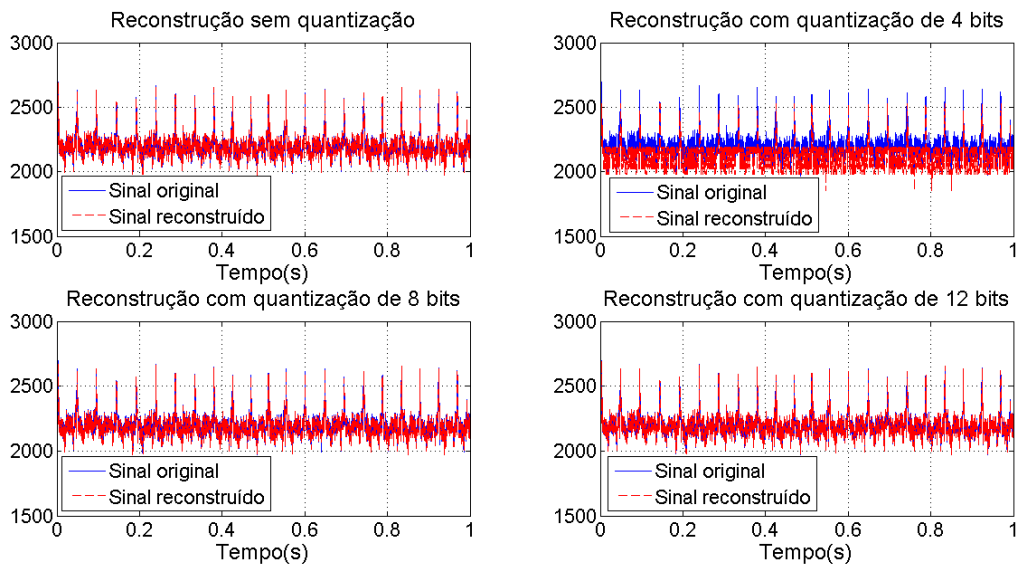 Reconstrução sem quantização
3000
2500
2000
1500
0
0.2
0.4
0.6
0.8
1
Tempo(s)
Sinal original
Sinal reconstruído
Reconstrução com quantização de 4 bits
3000
2500
2000
1500
0
0.2
0.4
0.6
0.8
1
Tempo(s)
Sinal original
Sinal reconstruído
Reconstrução com quantização de 8 bits
3000
2500
2000
1500
0
0.2
0.4
0.6
0.8
1
Tempo(s)
Sinal original
Sinal reconstruído
Reconstrução com quantização de 12 bits
3000
2500
2000
1500
0
0.2
0.4
0.6
0.8
1
Tempo(s)
Sinal original
Sinal reconstruído